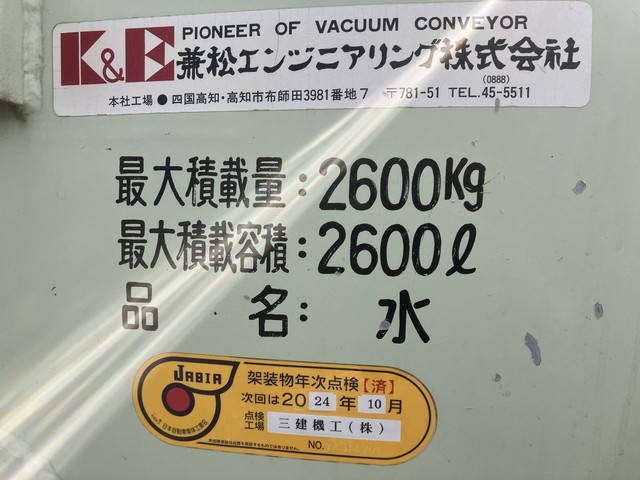 K&E PIONEER OF VACUUM CONVEYOR
兼松エンジニアリング株式会社
(0888)
本社工場 ● 四国高知・高知市布師田3981番地7 〒781-51 TEL.45-5511
最大積載量:2600Kg
最大積載容積:2600ℓ
品 名: 水
JABIA
架装物年次点検【済】
次回は2024年10月
点検工場 三建機工(株)
NO.